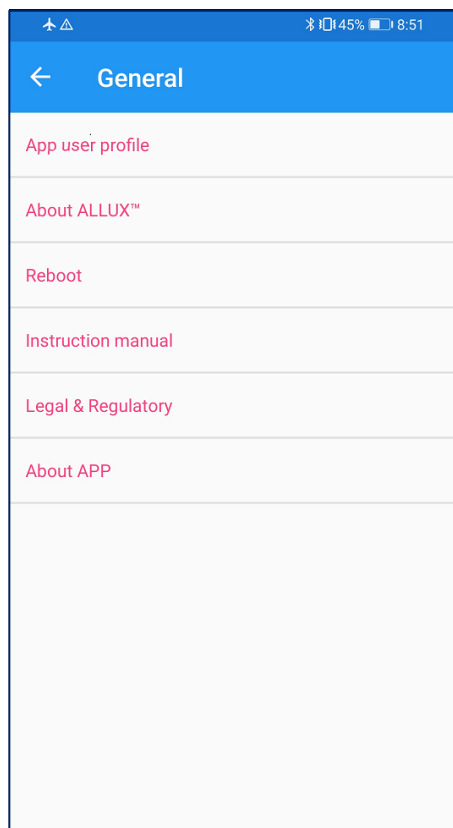 45% 8:51
General
App user profile
About ALLUX™
Reboot
Instruction manual
Legal & Regulatory
About APP